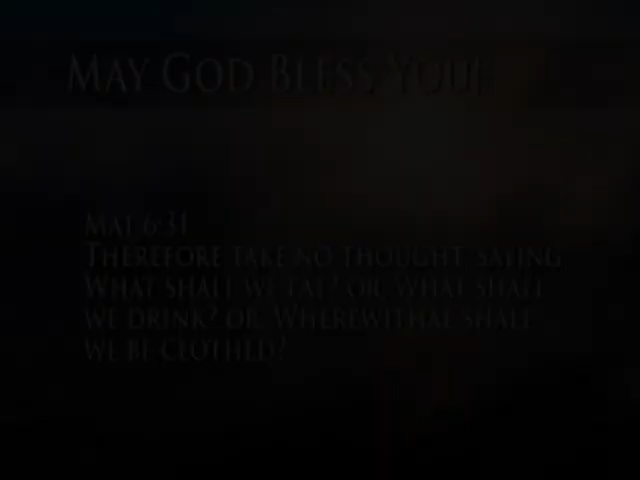 May God Bless Your
Mat 6:31
Therefore take no thought, saying,
What shall we eat? or, What shall
we drink? or, Wherewithal shall
we be clothed?